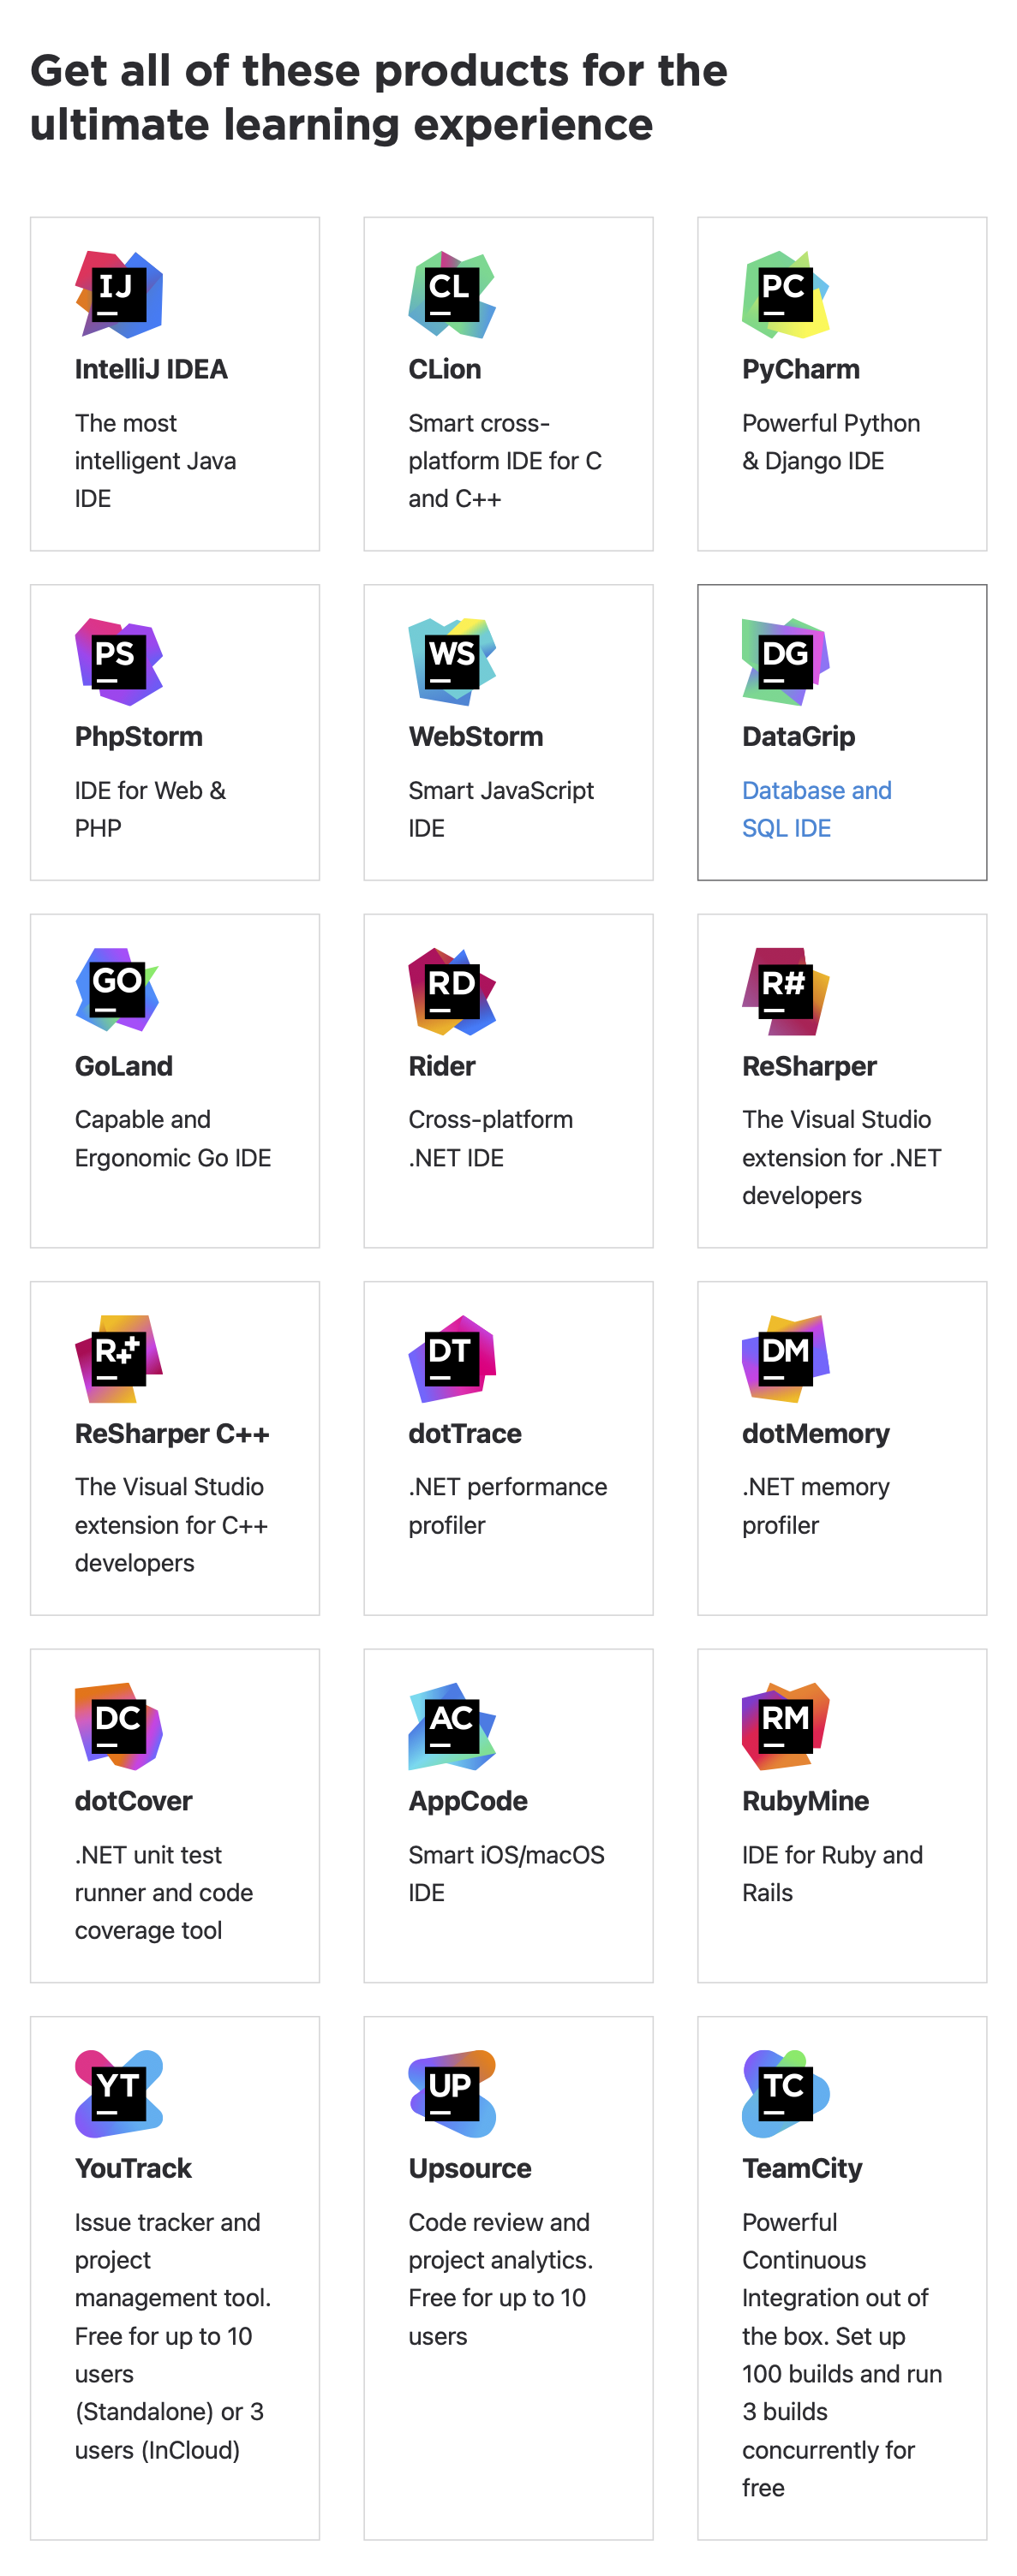 Get all of these products for the
ultimate learning experience
IJ
IntelliJ IDEA
The most
intelligent Java
IDE
CL
CLion
Smart cross-
platform IDE for C
and C++
PC
PyCharm
Powerful Python
& Django IDE
PS
PhpStorm
IDE for Web &
PHP
WS
WebStorm
Smart JavaScript
IDE
DG
DataGrip
Database and
SQL IDE
GO
GoLand
Capable and
Ergonomic Go IDE
RD
Rider
Cross-platform
.NET IDE
R#
ReSharper
The Visual Studio
extension for .NET
developers
R++
ReSharper C++
The Visual Studio
extension for C++
developers
DT
dotTrace
.NET performance
profiler
DM
dotMemory
.NET memory
profiler
DC
dotCover
.NET unit test
runner and code
coverage tool
AC
AppCode
Smart iOS/macOS
IDE
RM
RubyMine
IDE for Ruby and
Rails
YT
YouTrack
Issue tracker and
project
management tool.
Free for up to 10
users
(Standalone) or 3
users (InCloud)
UP
Upsource
Code review and
project analytics.
Free for up to 10
users
TC
TeamCity
Powerful
Continuous
Integration out of
the box. Set up
100 builds and run
3 builds
concurrently for
free